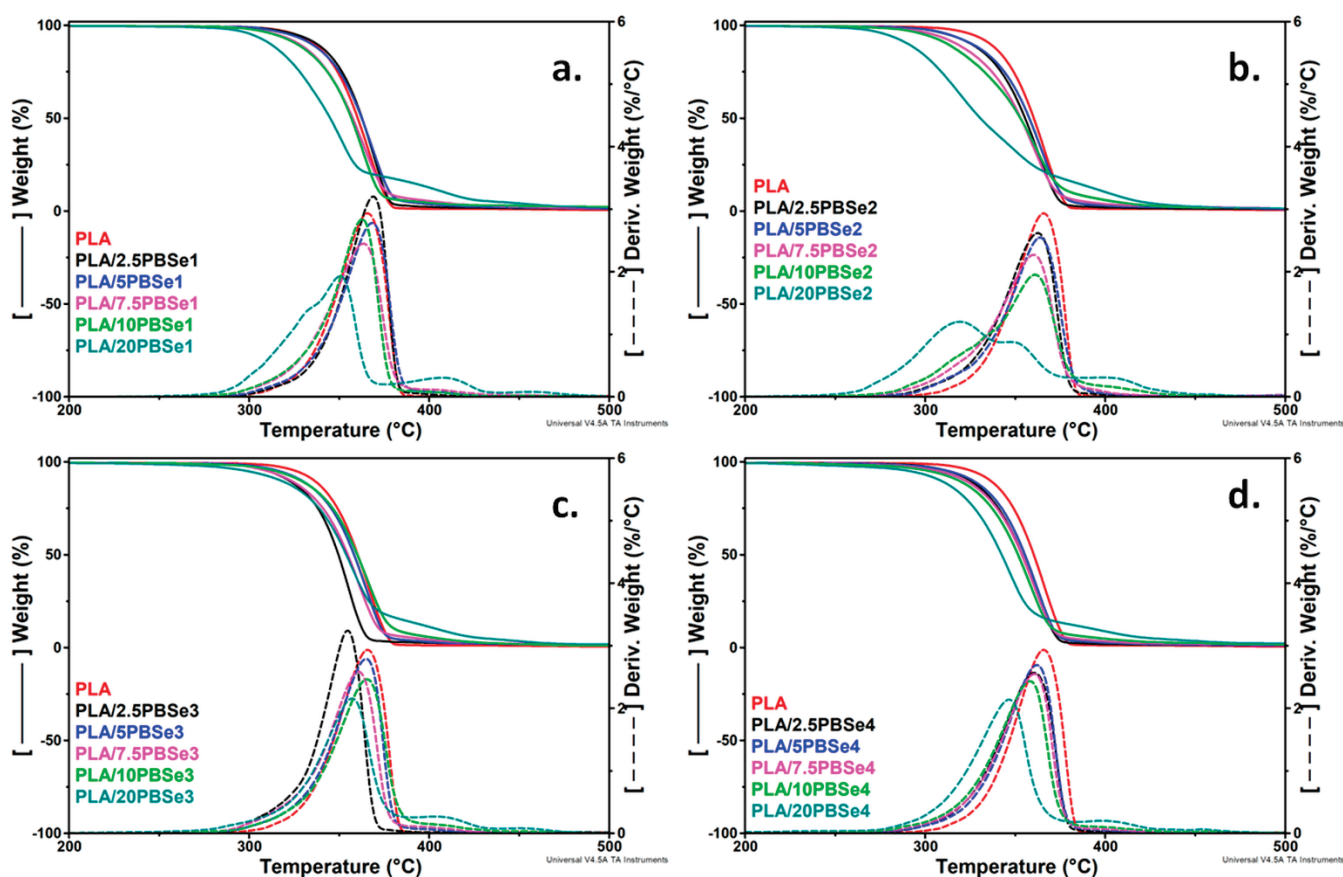 a.
100
50
0
-50
-100
[ —— ] Weight (%)
6
4
2
0
[ – – – – ] Deriv. Weight (%/°C)
PLA
PLA/2.5PBSe1
PLA/5PBSe1
PLA/7.5PBSe1
PLA/10PBSe1
PLA/20PBSe1
200
300
400
500
Temperature (°C)
Universal V4.5A TA Instruments
b.
100
50
0
-50
-100
[ —— ] Weight (%)
6
4
2
0
[ – – – – ] Deriv. Weight (%/°C)
PLA
PLA/2.5PBSe2
PLA/5PBSe2
PLA/7.5PBSe2
PLA/10PBSe2
PLA/20PBSe2
200
300
400
500
Temperature (°C)
Universal V4.5A TA Instruments
c.
100
50
0
-50
-100
[ —— ] Weight (%)
6
4
2
0
[ – – – – ] Deriv. Weight (%/°C)
PLA
PLA/2.5PBSe3
PLA/5PBSe3
PLA/7.5PBSe3
PLA/10PBSe3
PLA/20PBSe3
200
300
400
500
Temperature (°C)
Universal V4.5A TA Instruments
d.
100
50
0
-50
-100
[ —— ] Weight (%)
6
4
2
0
[ – – – – ] Deriv. Weight (%/°C)
PLA
PLA/2.5PBSe4
PLA/5PBSe4
PLA/7.5PBSe4
PLA/10PBSe4
PLA/20PBSe4
200
300
400
500
Temperature (°C)
Universal V4.5A TA Instruments